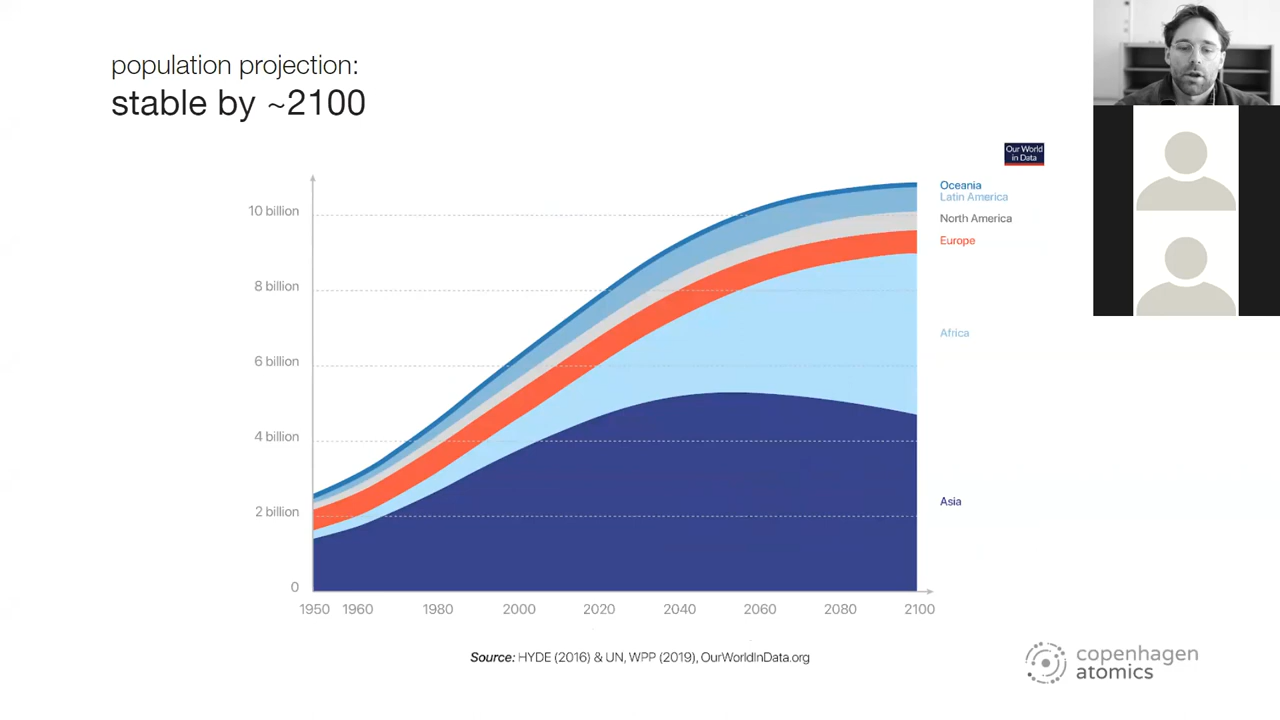 population projection:
stable by ~2100
Our World
in Data
Oceania
Latin America
North America
Europe
Africa
Asia
10 billion
8 billion
6 billion
4 billion
2 billion
0
1950 1960 1980 2000 2020 2040 2060 2080 2100
Source: HYDE (2016) & UN, WPP (2019), OurWorldInData.org
copenhagen
atomics